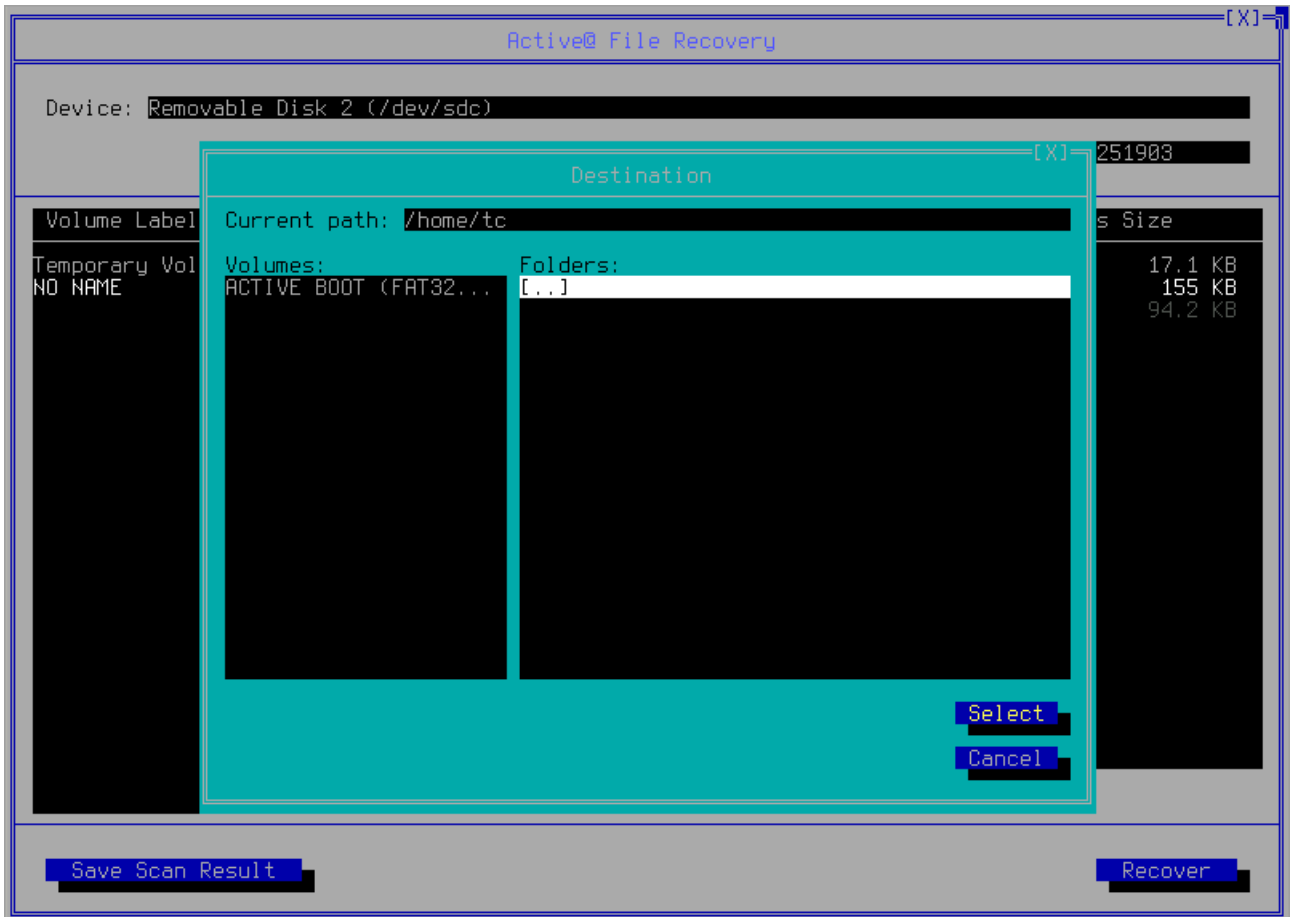 [X]
Active@ File Recovery
Device: Removable Disk 2 (/dev/sdc)
251903
[X]
Destination
Volume Label
s Size
Current path: /home/tc
Temporary Vol
17.1 KB
NO NAME
155 KB
94.2 KB
Volumes:
ACTIVE BOOT (FAT32...
Folders:
[..]
Select
Cancel
Save Scan Result
Recover